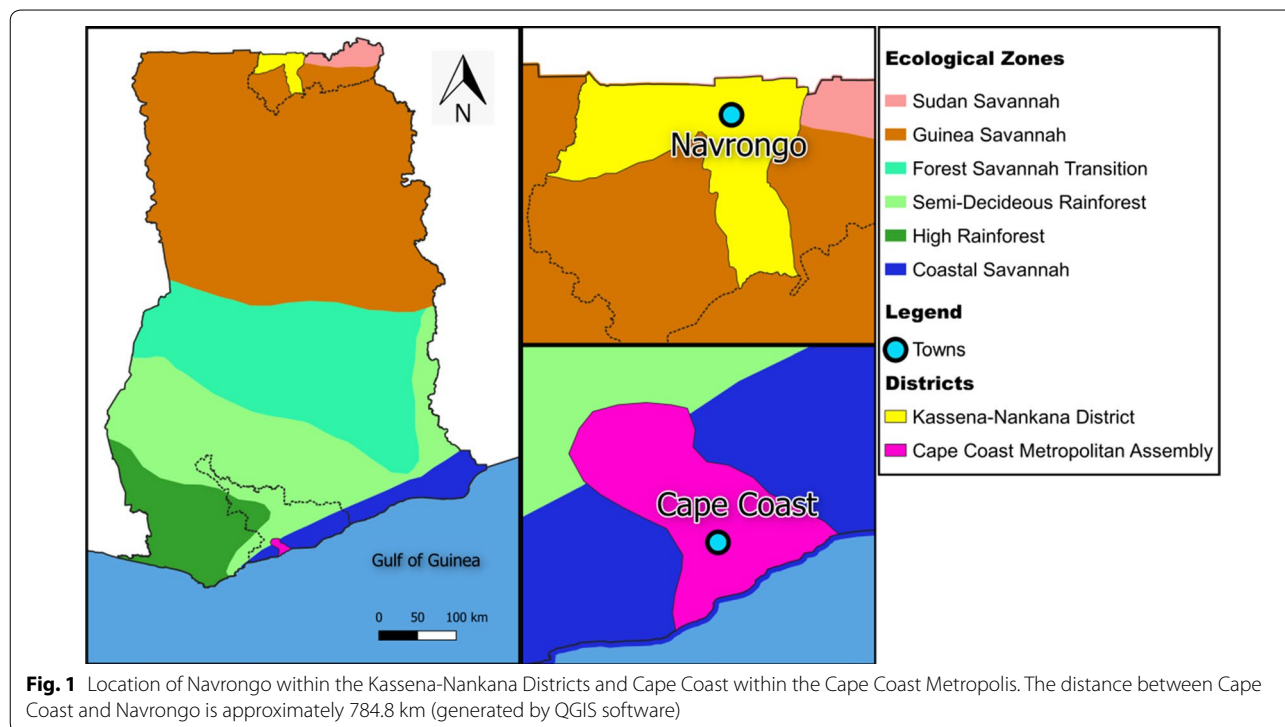 N
Gulf of Guinea
0 50 100 km
Navrongo
Cape Coast
Ecological Zones
Sudan Savannah
Guinea Savannah
Forest Savannah Transition
Semi-Decideous Rainforest
High Rainforest
Coastal Savannah
Legend
Towns
Districts
Kassena-Nankana District
Cape Coast Metropolitan Assembly
Fig. 1 Location of Navrongo within the Kassena-Nankana Districts and Cape Coast within the Cape Coast Metropolis. The distance between Cape
Coast and Navrongo is approximately 784.8 km (generated by QGIS software)